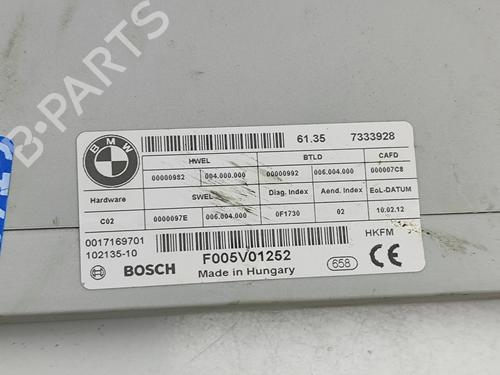 BMW
61.35 7333928
HWEL BTLD CAFD
00000982 004.000.000 00000992 006.004.000 000007C8
Hardware SWEL Diag. Index Aend. Index EoL-DATUM
C02 0000097E 006.004.000 0F1730 02 10.02.12
0017169701 HKFM
102135-10
BOSCH F005V01252
Made in Hungary 658 CE
B-PARTS